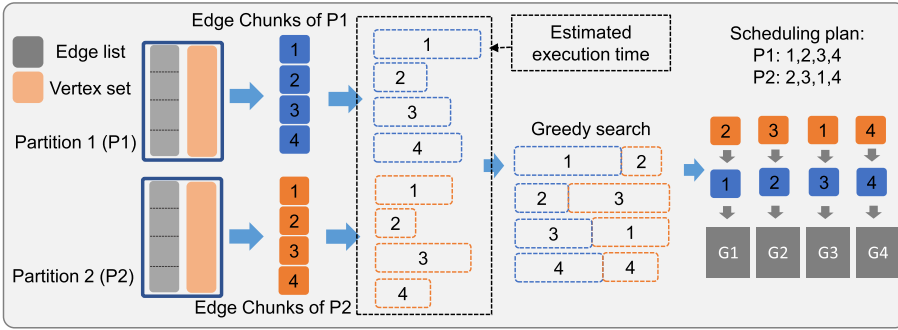 Edge list
Vertex set
Partition 1 (P1)
Partition 2 (P2)
Edge Chunks of P1
1
2
3
4
1
2
3
4
Edge Chunks of P2
1
2
3
4
1
2
3
4
Estimated
execution time
Greedy search
1 2
2 3
3 1
4 4
Scheduling plan:
P1: 1,2,3,4
P2: 2,3,1,4
2 3 1 4
1 2 3 4
G1 G2 G3 G4